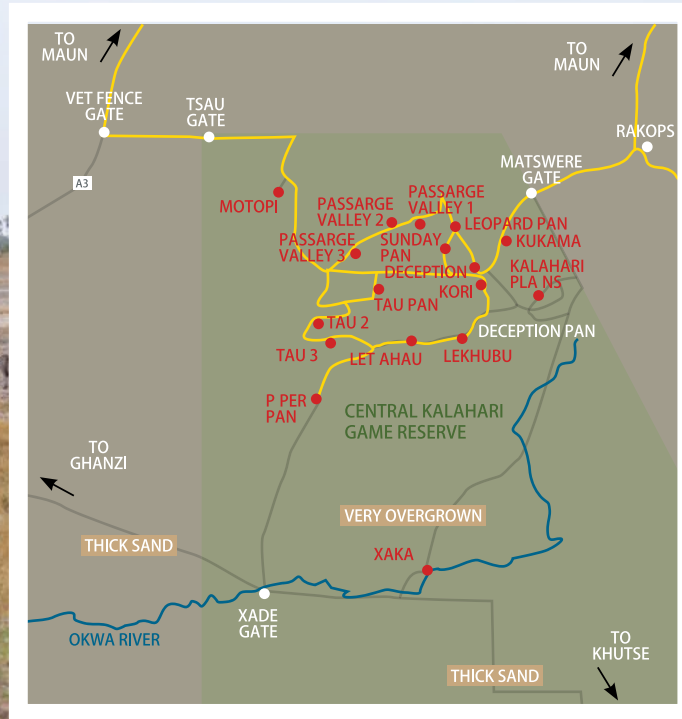 TO
MAUN
TO
MAUN
VET FENCE
GATE
TSAU
GATE
RAKOPS
MATSWERE
GATE
A3
MOTOPI
PASSARGE
VALLEY 2
PASSARGE
VALLEY 1
LEOPARD PAN
KUKAMA
PASSARGE
VALLEY 3
SUNDAY
PAN
DECEPTION
KALAHARI
PLA NS
KORI
TAU PAN
TAU 2
DECEPTION PAN
TAU 3
LET AHAU
LEKHUBU
P PER
PAN
CENTRAL KALAHARI
GAME RESERVE
TO
GHANZI
VERY OVERGROWN
THICK SAND
XAKA
XADE
GATE
OKWA RIVER
TO
KHUTSE
THICK SAND